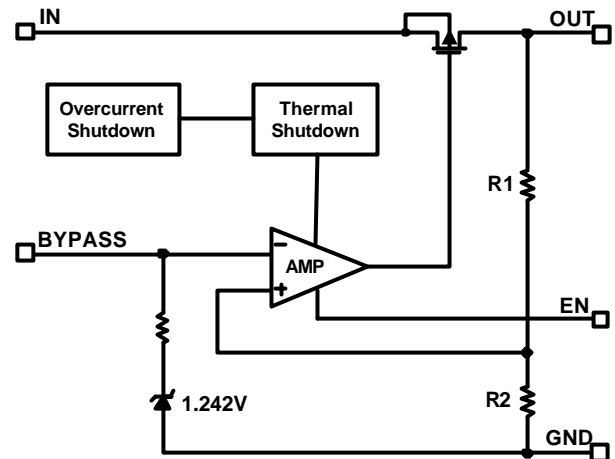 IN
OUT
Overcurrent
Shutdown
Thermal
Shutdown
R1
BYPASS
−
AMP
+
EN
1.242V
R2
GND